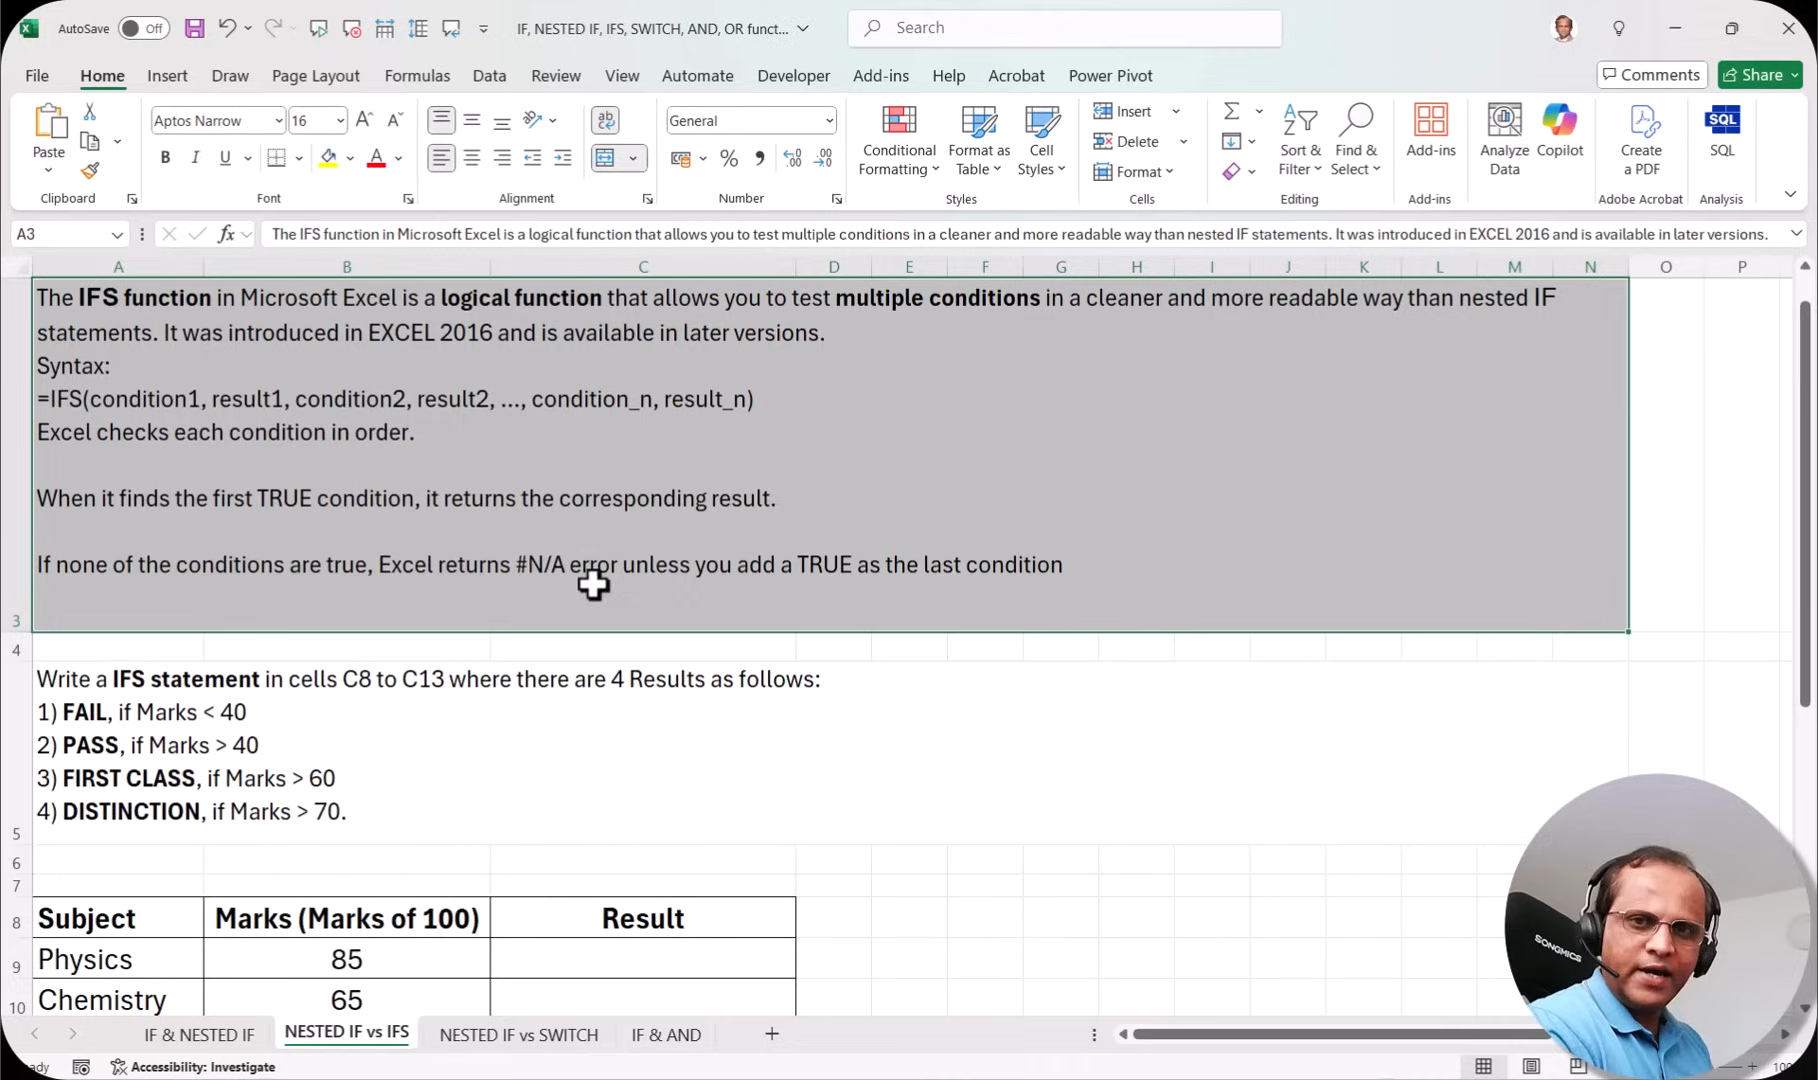 AutoSave Off IF, NESTED IF, IFS, SWITCH, AND, OR funct... Search
File Home Insert Draw Page Layout Formulas Data Review View Automate Developer Add-ins Help Acrobat Power Pivot Comments Share
Aptos Narrow 16 General Insert
Paste Conditional Formatting Format as Table Cell Styles Delete Sort & Filter Find & Select Add-ins Analyze Data Copilot Create a PDF SQL SQL
B I U A % Format
Clipboard Font Alignment Number Styles Cells Editing Add-ins Adobe Acrobat Analysis
A3 fx The IFS function in Microsoft Excel is a logical function that allows you to test multiple conditions in a cleaner and more readable way than nested IF statements. It was introduced in EXCEL 2016 and is available in later versions.
A B C D E F G H I J K L M N O P
The IFS function in Microsoft Excel is a logical function that allows you to test multiple conditions in a cleaner and more readable way than nested IF
statements. It was introduced in EXCEL 2016 and is available in later versions.
Syntax:
=IFS(condition1, result1, condition2, result2, ..., condition_n, result_n)
Excel checks each condition in order.
When it finds the first TRUE condition, it returns the corresponding result.
If none of the conditions are true, Excel returns #N/A error unless you add a TRUE as the last condition
3
4
Write a IFS statement in cells C8 to C13 where there are 4 Results as follows:
1) FAIL, if Marks < 40
2) PASS, if Marks > 40
3) FIRST CLASS, if Marks > 60
4) DISTINCTION, if Marks > 70.
5
6
7
8 Subject Marks (Marks of 100) Result
9 Physics 85
10 Chemistry 65
SONGMICS
IF & NESTED IF NESTED IF vs IFS NESTED IF vs SWITCH IF & AND
Accessibility: Investigate